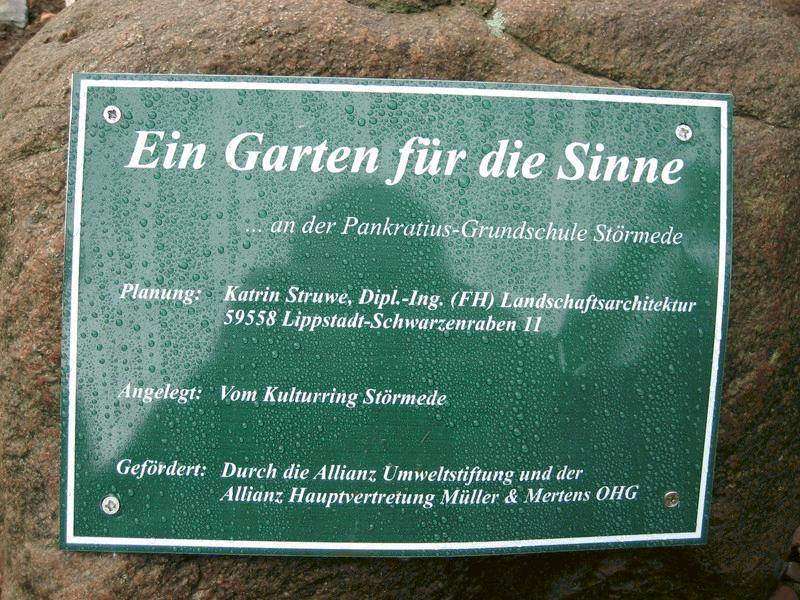 Ein Garten für die Sinne
... an der Pankratius-Grundschule Störmede
Planung: Katrin Struwe, Dipl.-Ing. (FH) Landschaftsarchitektur
59558 Lippstadt-Schwarzenraben 11
Angelegt: Vom Kulturring Störmede
Gefördert: Durch die Allianz Umweltstiftung und der
Allianz Hauptvertretung Müller & Mertens OHG